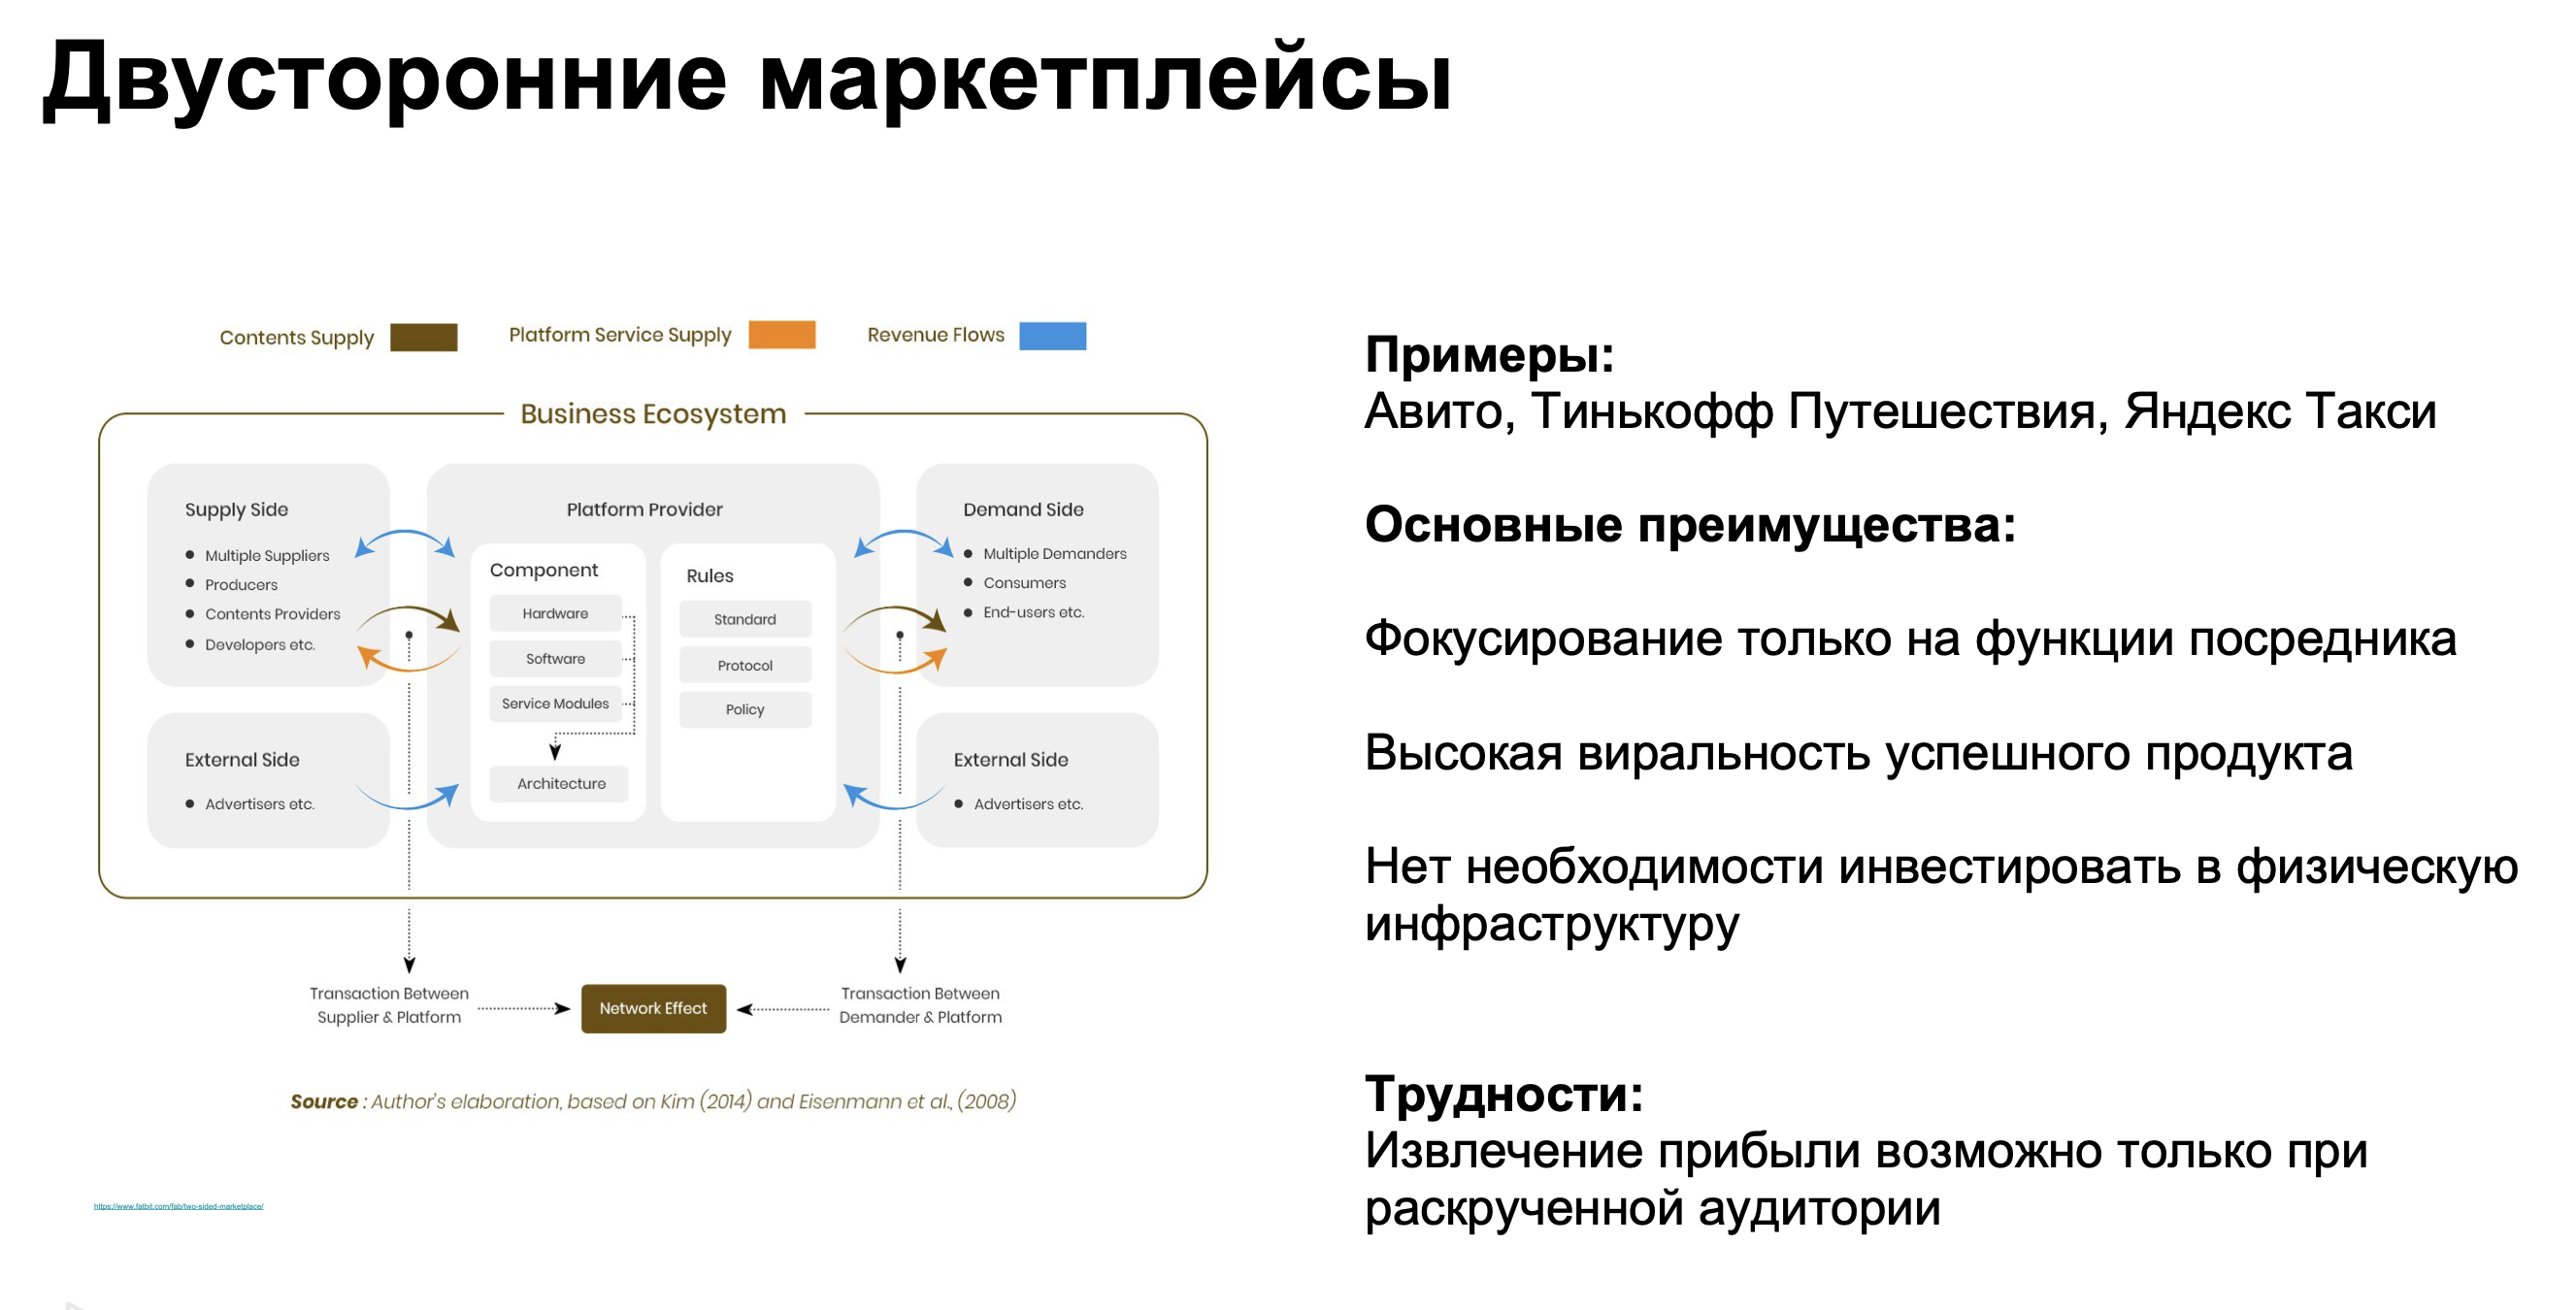 Двусторонние маркетплейсы
Contents Supply
Platform Service Supply
Revenue Flows
Business Ecosystem
Supply Side
Multiple Suppliers
Producers
Contents Providers
Developers etc.
External Side
Advertisers etc.
Platform Provider
Component
Hardware
Software
Service Modules
Architecture
Rules
Standard
Protocol
Policy
Demand Side
Multiple Demanders
Consumers
End-users etc.
External Side
Advertisers etc.
Transaction Between
Supplier & Platform
Network Effect
Transaction Between
Demander & Platform
Source : Author's elaboration, based on Kim (2014) and Eisenmann et al., (2008)
https://www.fatbit.com/fab/two-sided-marketplace/
Примеры:
Авито, Тинькофф Путешествия, Яндекс Такси
Основные преимущества:
Фокусирование только на функции посредника
Высокая виральность успешного продукта
Нет необходимости инвестировать в физическую
инфраструктуру
Трудности:
Извлечение прибыли возможно только при
раскрученной аудитории